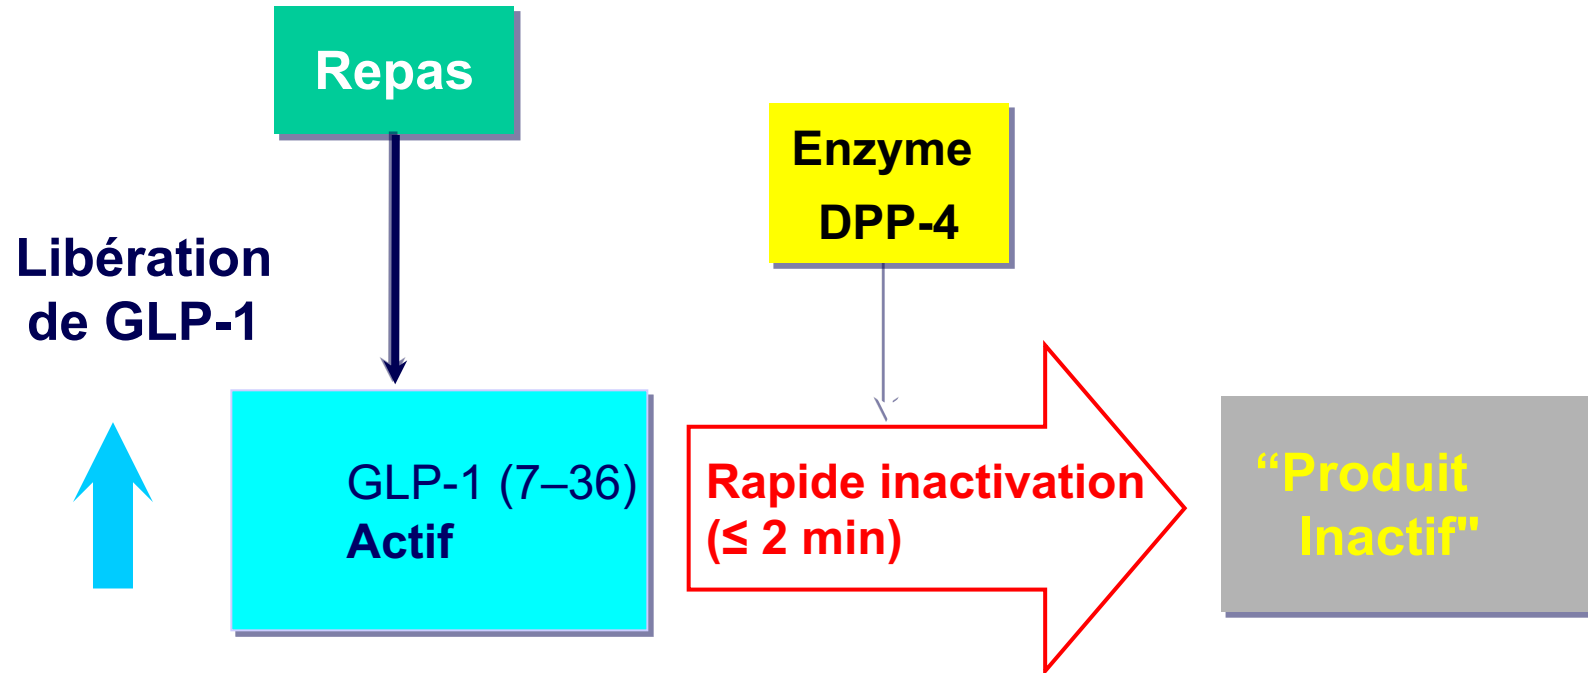 Repas
Enzyme
DPP-4
Libération
de GLP-1
GLP-1 (7–36)
Actif
Rapide inactivation
(≤ 2 min)
“Produit
Inactif"